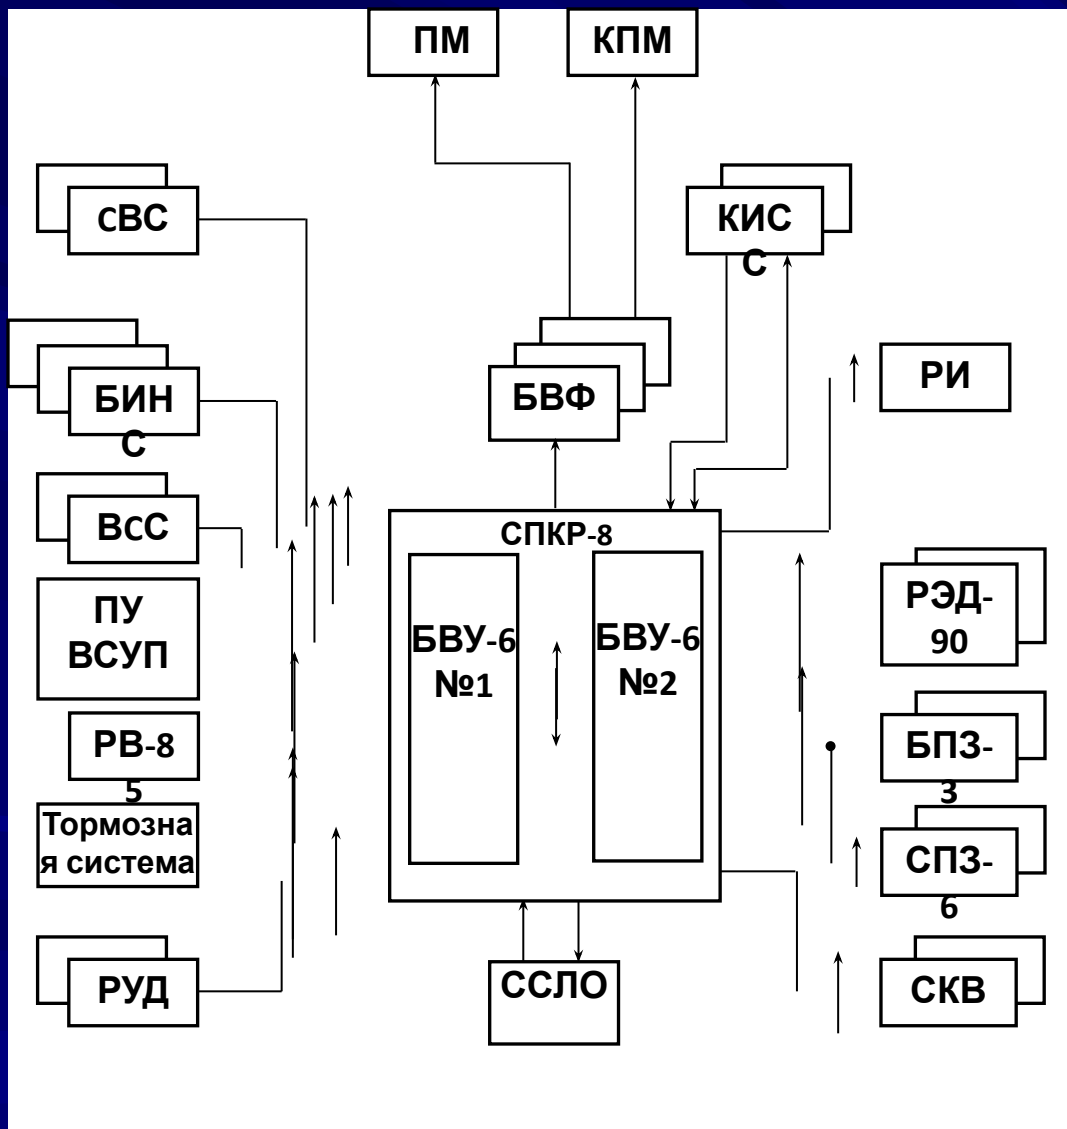 ПМ
КПМ
СВС
КИС
С
БИН
С
БВФ
РИ
ВСС
СПКР-8
ПУ
ВСУП
БВУ-6
№1
БВУ-6
№2
РЭД-
90
РВ-8
5
БПЗ-
3
Тормозна
я система
СПЗ-
6
РУД
ССЛО
СКВ